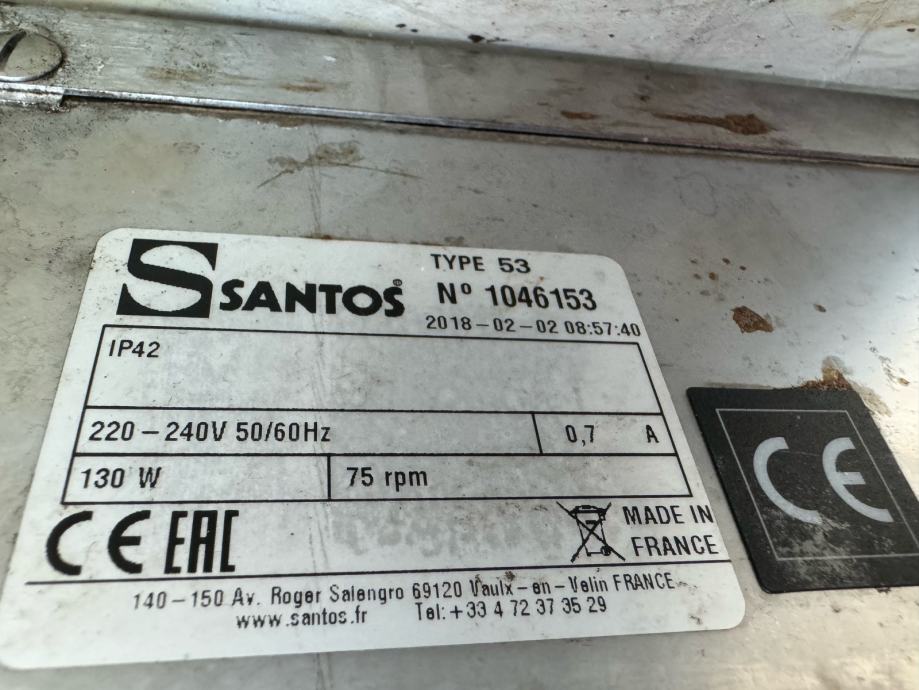 SANTOS®
TYPE 53
Nº 1046153
2018-02-02 08:57:40
IP42
220-240V 50/60Hz
0,7 A
130 W
75 rpm
CE EAC
MADE IN
FRANCE
140-150 Av. Roger Salengro 69120 Vaulx-en-Velin FRANCE
www.santos.fr Tel:+33 4 72 37 35 29
CE